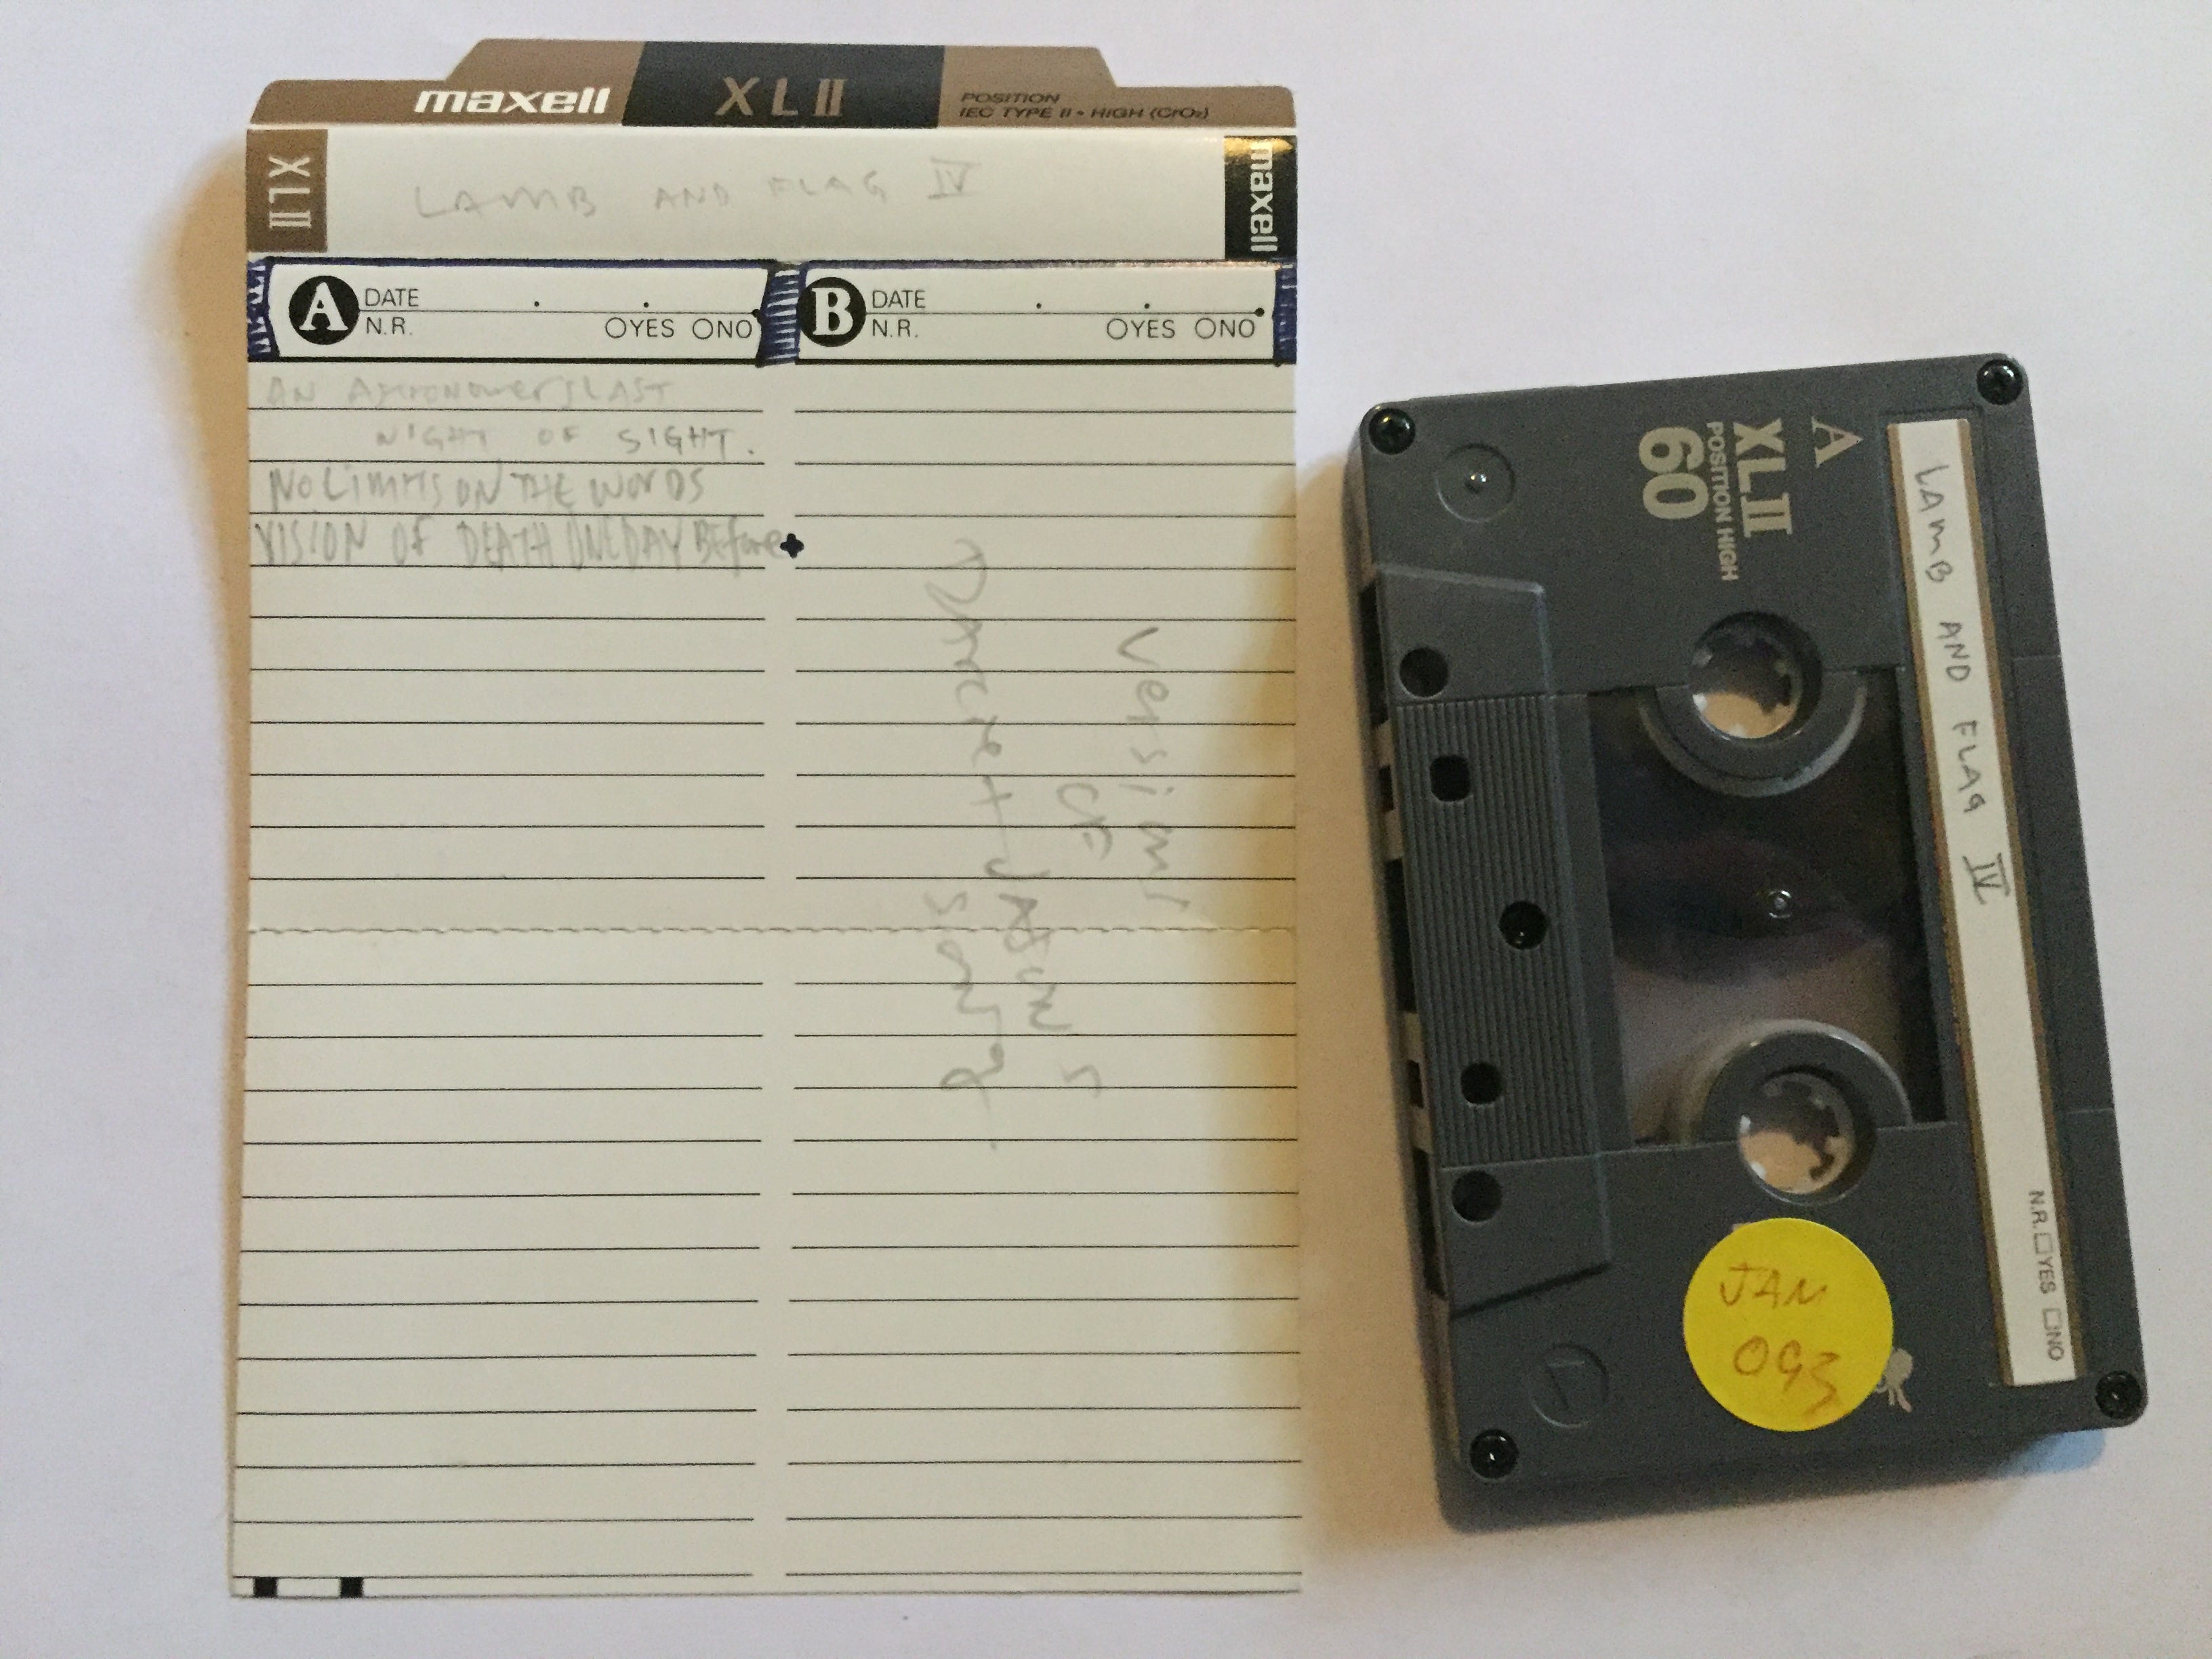 maxell XLII POSITION
IEC TYPE II • HIGH (CrO₂)
XLII LAMB AND FLAG IV maxell
A DATE . .
N.R. YES NO
B DATE . .
N.R. YES NO
AN ASTRONOMER'S LAST
NIGHT OF SIGHT.
NO LIMITS ON THE WORDS
VISION OF DEATH ONE DAY BEfore
Version 1
OF
SONG
A
XLII
POSITION HIGH
60
LAMB AND FLAG IV
N.R. YES NO
JAN
093